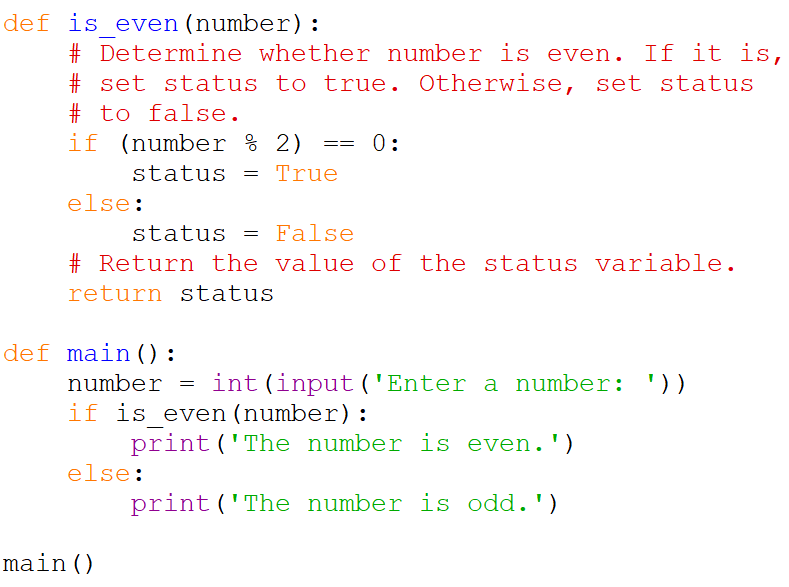 def is_even(number):
    # Determine whether number is even. If it is,
    # set status to true. Otherwise, set status
    # to false.
    if (number % 2) == 0:
        status = True
    else:
        status = False
    # Return the value of the status variable.
    return status

def main():
    number = int(input('Enter a number: '))
    if is_even(number):
        print('The number is even.')
    else:
        print('The number is odd.')

main()